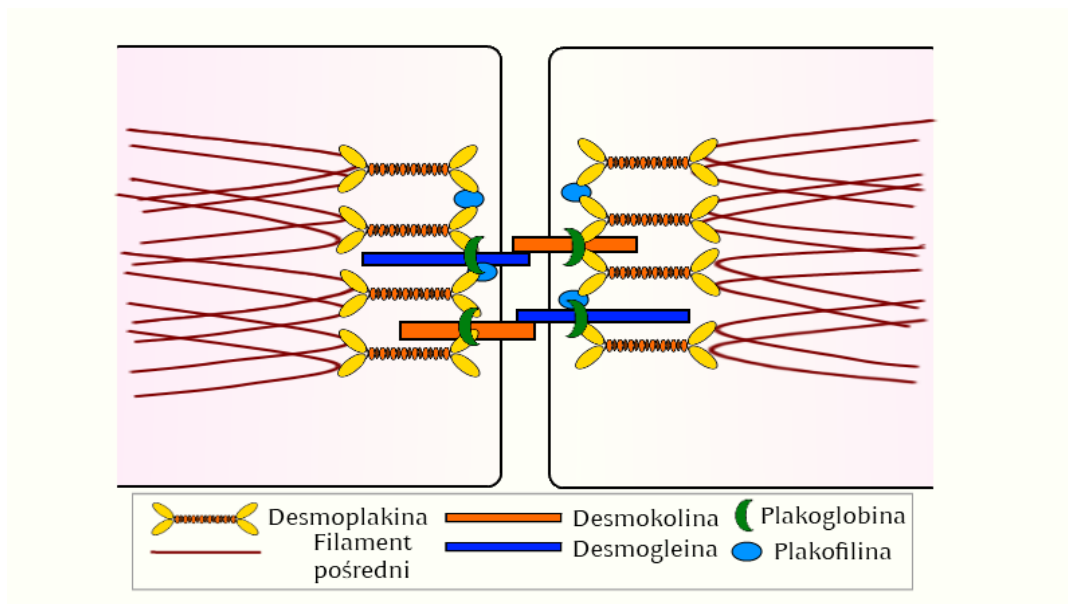 Desmoplakina
Filament
pośredni
Desmokolina
Desmogleina
Plakoglobina
Plakofilina